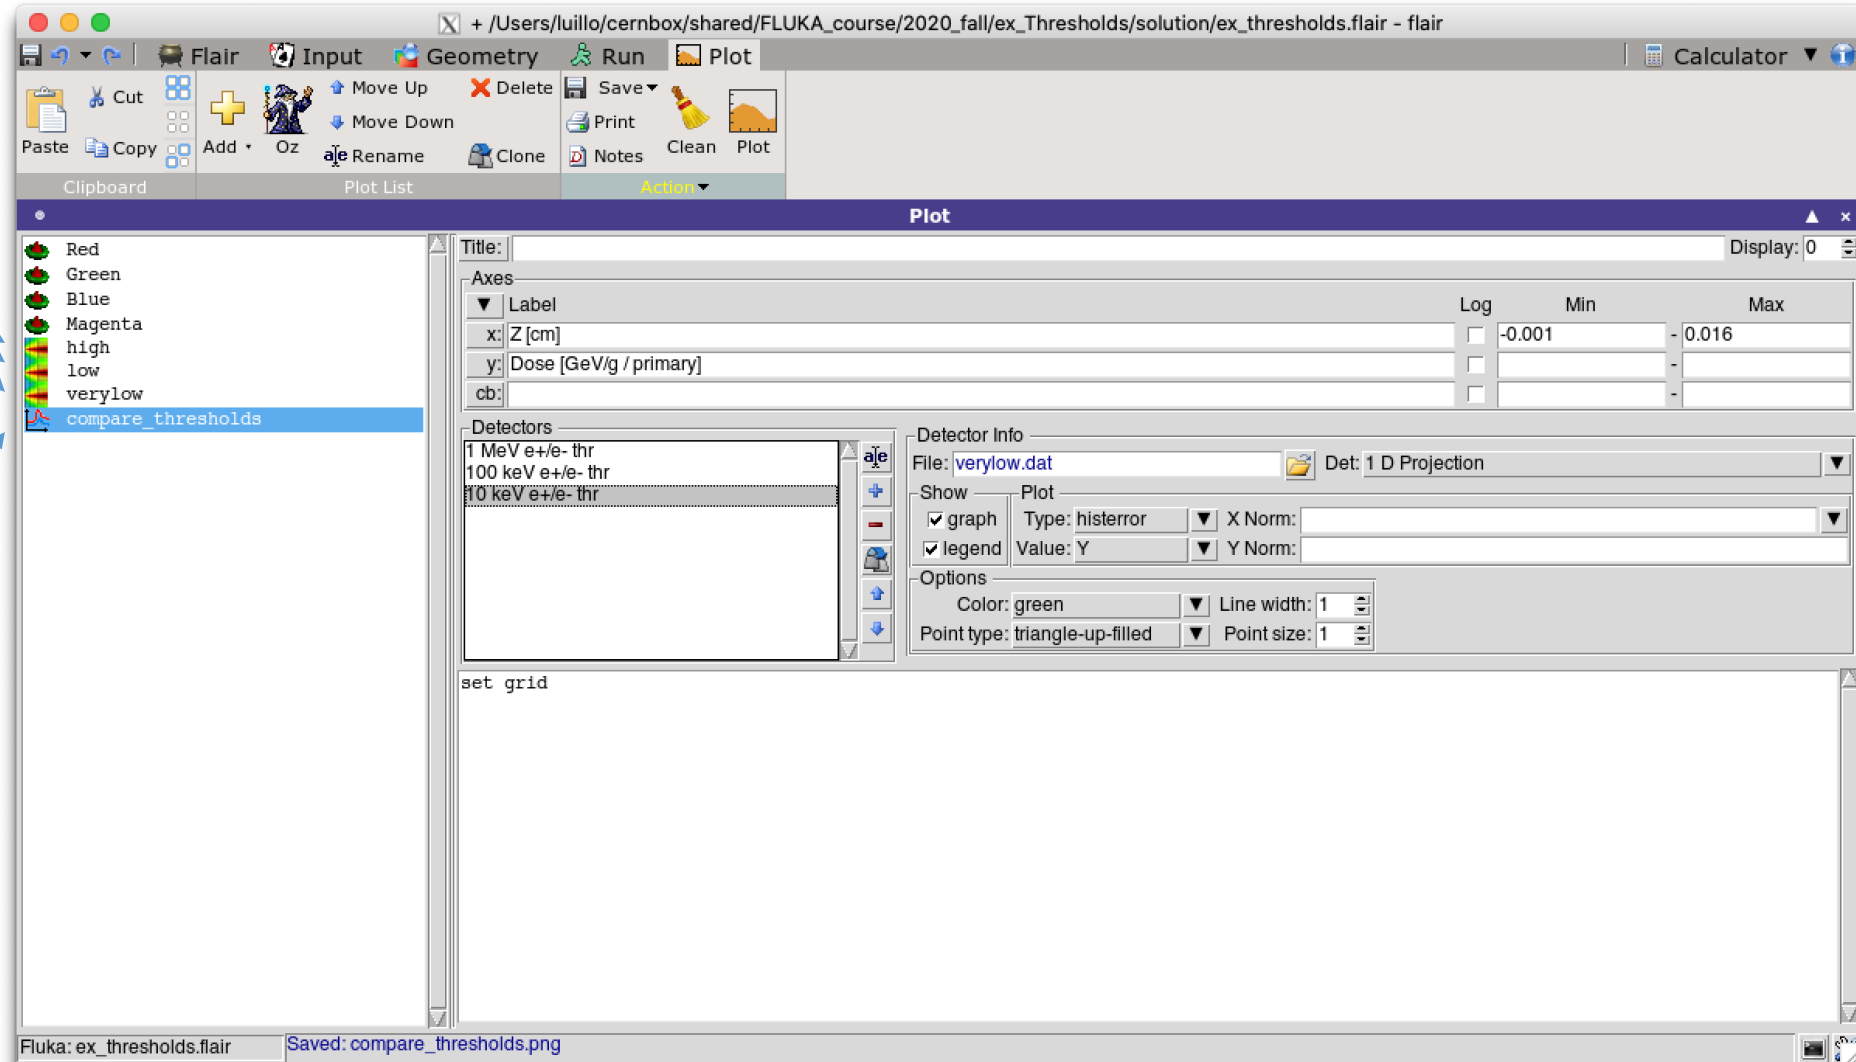 + /Users/luillo/cernbox/shared/FLUKA_course/2020_fall/ex_Thresholds/solution/ex_thresholds.flair - flair
Flair Input Geometry Run Plot Calculator
Paste Cut Copy Add Oz Move Up Move Down Rename Delete Clone Save Print Notes Clean Plot
Clipboard Plot List Action
Plot
Red
Green
Blue
Magenta
high
low
verylow
compare_thresholds
Title: Display: 0
Axes
Label Log Min Max
x: Z [cm] -0.001 - 0.016
y: Dose [GeV/g / primary] -
cb: -
Detectors
1 MeV e+/e- thr
100 keV e+/e- thr
10 keV e+/e- thr
Detector Info
File: verylow.dat Det: 1 D Projection
Show Plot
graph Type: histerror X Norm:
legend Value: Y Y Norm:
Options
Color: green Line width: 1
Point type: triangle-up-filled Point size: 1
set grid
Fluka: ex_thresholds.flair Saved: compare_thresholds.png